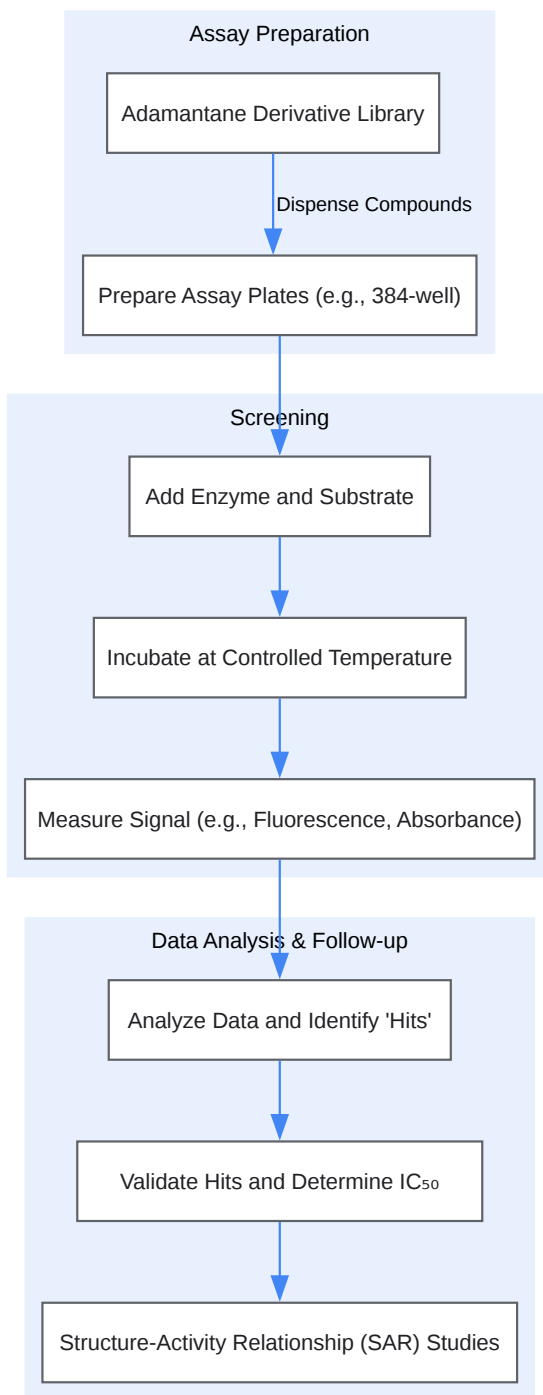 Assay Preparation
Adamantane Derivative Library
Dispense Compounds
Prepare Assay Plates (e.g., 384-well)
Screening
Add Enzyme and Substrate
Incubate at Controlled Temperature
Measure Signal (e.g., Fluorescence, Absorbance)
Data Analysis & Follow-up
Analyze Data and Identify 'Hits'
Validate Hits and Determine IC₅₀
Structure-Activity Relationship (SAR) Studies